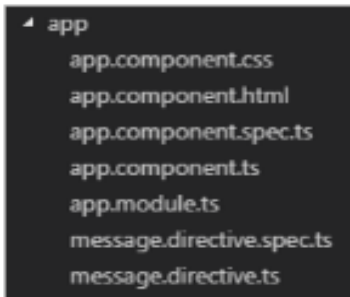 app
app.component.css
app.component.html
app.component.spec.ts
app.component.ts
app.module.ts
message.directive.spec.ts
message.directive.ts